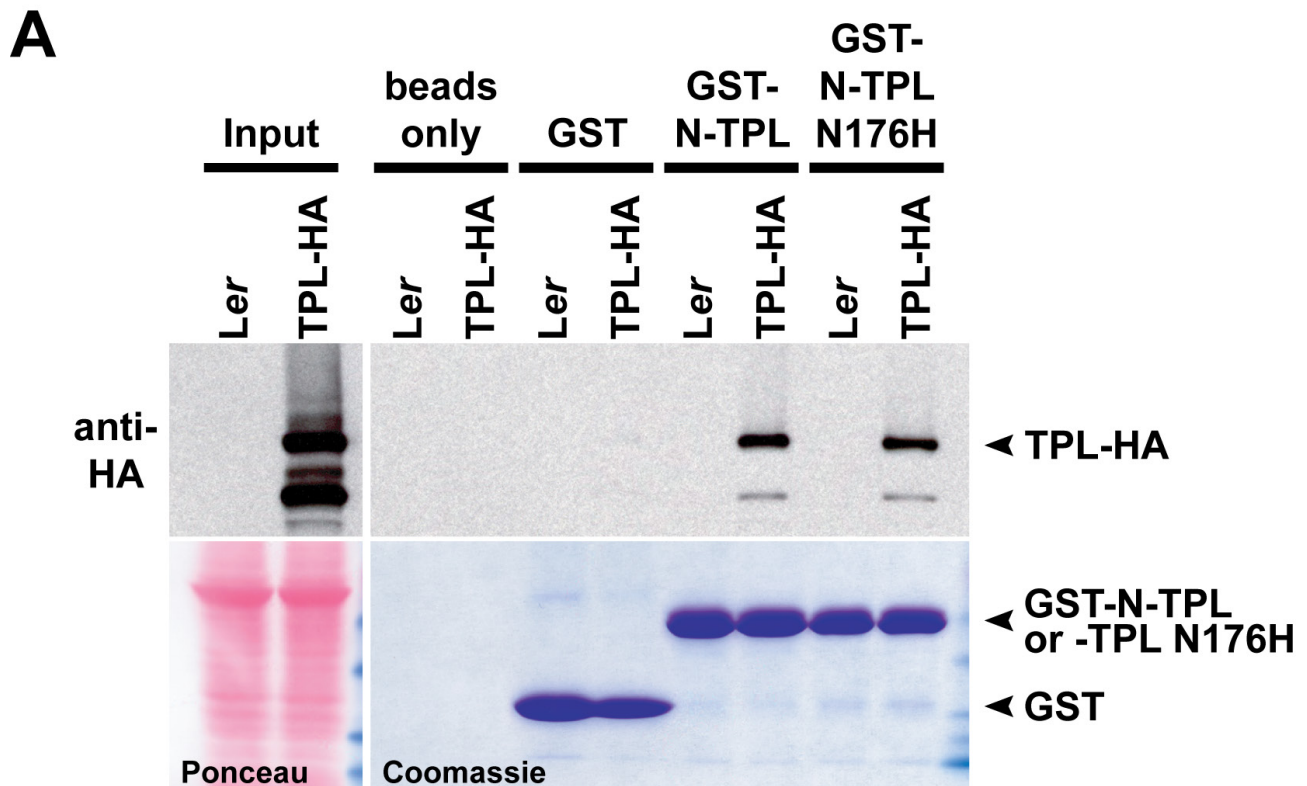 A
Input
beads
only
GST
GST-
N-TPL
GST-
N-TPL
N176H
Ler
TPL-HA
Ler
TPL-HA
Ler
TPL-HA
Ler
TPL-HA
Ler
TPL-HA
anti-
HA
TPL-HA
GST-N-TPL
or -TPL N176H
GST
Ponceau
Coomassie